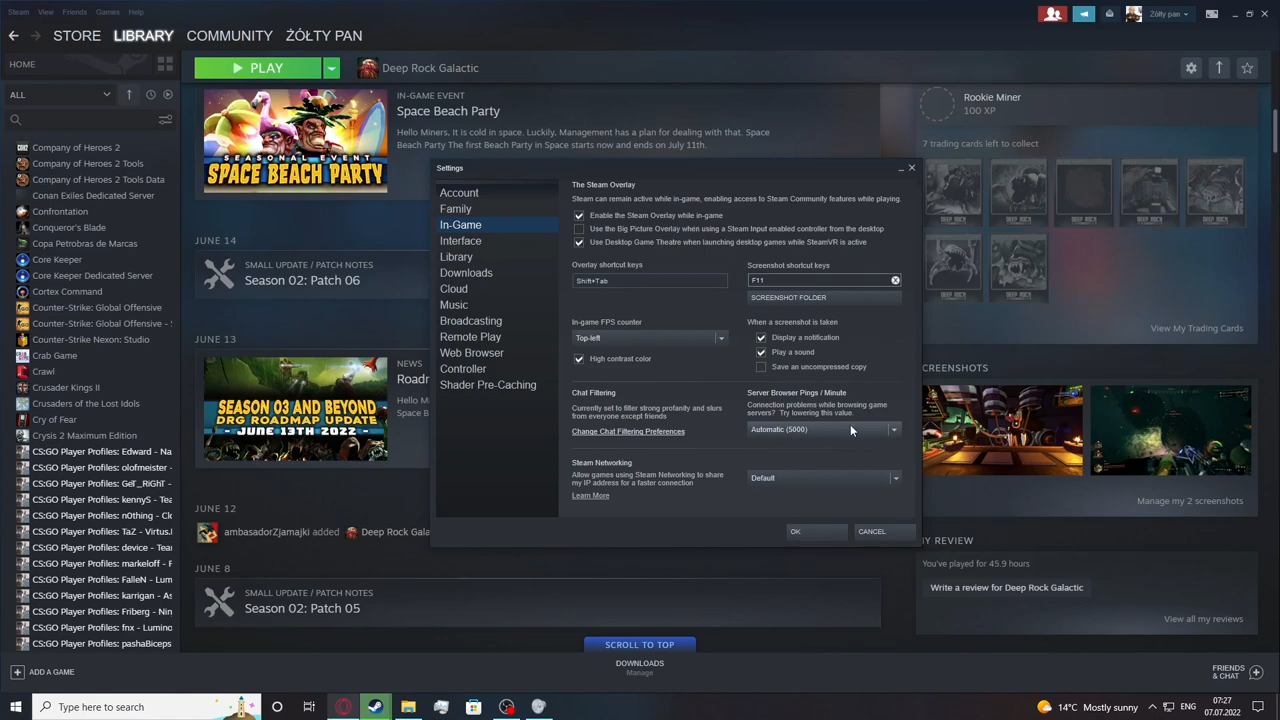 Steam View Friends Games Help
Żółty pan
STORE LIBRARY COMMUNITY ŻÓŁTY PAN
HOME
ALL
Company of Heroes 2
Company of Heroes 2 Tools
Company of Heroes 2 Tools Data
Conan Exiles Dedicated Server
Confrontation
Conqueror's Blade
Copa Petrobras de Marcas
Core Keeper
Core Keeper Dedicated Server
Cortex Command
Counter-Strike: Global Offensive
Counter-Strike: Global Offensive - S
Counter-Strike Nexon: Studio
Crab Game
Crawl
Crusader Kings II
Crusaders of the Lost Idols
Cry of Fear
Crysis 2 Maximum Edition
CS:GO Player Profiles: Edward - Na
CS:GO Player Profiles: olofmeister -
CS:GO Player Profiles: GeT_RiGhT -
CS:GO Player Profiles: kennyS - Tea
CS:GO Player Profiles: n0thing - Clo
CS:GO Player Profiles: TaZ - Virtus.P
CS:GO Player Profiles: device - Team
CS:GO Player Profiles: markeloff - Fl
CS:GO Player Profiles: FalleN - Lumi
CS:GO Player Profiles: karrigan - As
CS:GO Player Profiles: Friberg - Nin
CS:GO Player Profiles: fnx - Lumino
CS:GO Player Profiles: pashaBiceps
ADD A GAME
PLAY
Deep Rock Galactic
IN-GAME EVENT
Space Beach Party
Hello Miners, It is cold in space. Luckily, Management has a plan for dealing with that. Space
Beach Party The first Beach Party in Space starts now and ends on July 11th.
SEASONAL EVENT
SPACE BEACH PARTY
JUNE 14
SMALL UPDATE / PATCH NOTES
Season 02: Patch 06
JUNE 13
NEWS
Roadm
SEASON 03 AND BEYOND
DRG ROADMAP UPDATE
- JUNE 13TH 2022 -
JUNE 12
ambasadorZjamajki added Deep Rock Gala
JUNE 8
SMALL UPDATE / PATCH NOTES
Season 02: Patch 05
SCROLL TO TOP
DOWNLOADS
Manage
Settings
Account
Family
In-Game
Interface
Library
Downloads
Cloud
Music
Broadcasting
Remote Play
Web Browser
Controller
Shader Pre-Caching
The Steam Overlay
Steam can remain active while in-game, enabling access to Steam Community features while playing.
Enable the Steam Overlay while in-game
Use the Big Picture Overlay when using a Steam Input enabled controller from the desktop
Use Desktop Game Theatre when launching desktop games while SteamVR is active
Overlay shortcut keys
Shift+Tab
Screenshot shortcut keys
F11
SCREENSHOT FOLDER
In-game FPS counter
Top-left
High contrast color
When a screenshot is taken
Display a notification
Play a sound
Save an uncompressed copy
Chat Filtering
Currently set to filter strong profanity and slurs
from everyone except friends
Change Chat Filtering Preferences
Server Browser Pings / Minute
Connection problems while browsing game
servers? Try lowering this value.
Automatic (5000)
Steam Networking
Allow games using Steam Networking to share
my IP address for a faster connection
Learn More
Default
OK
CANCEL
Rookie Miner
100 XP
7 trading cards left to collect
View My Trading Cards
SCREENSHOTS
Manage my 2 screenshots
MY REVIEW
You've played for 45.9 hours
Write a review for Deep Rock Galactic
View all my reviews
FRIENDS
& CHAT
Type here to search
14°C Mostly sunny
ENG
07:27
07.07.2022